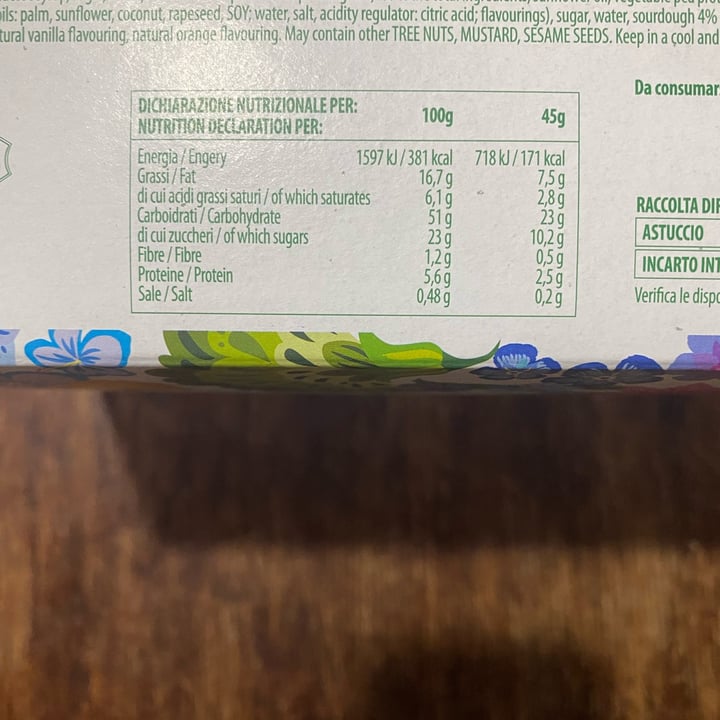 ils: palm, sunflower, coconut, rapeseed, SOY: water, salt, acidity regulator: citric acid; flavourings), sugar, water, sourdough 4%
tural vanilla flavouring, natural orange flavouring. May contain other TREE NUTS, MUSTARD, SESAME SEEDS. Keep in a cool and
Da consumar
DICHIARAZIONE NUTRIZIONALE PER:
NUTRITION DECLARATION PER: 100g 45g
Energia / Engery 1597 kJ / 381 kcal 718 kJ / 171 kcal
Grassi / Fat 16,7 g 7,5 g
di cui acidi grassi saturi / of which saturates 6,1 g 2,8 g
Carboidrati / Carbohydrate 51 g 23 g
di cui zuccheri / of which sugars 23 g 10,2 g
Fibre / Fibre 1,2 g 0,5 g
Proteine / Protein 5,6 g 2,5 g
Sale / Salt 0,48 g 0,2 g
RACCOLTA DIF
ASTUCCIO
INCARTO INT
Verifica le dispo